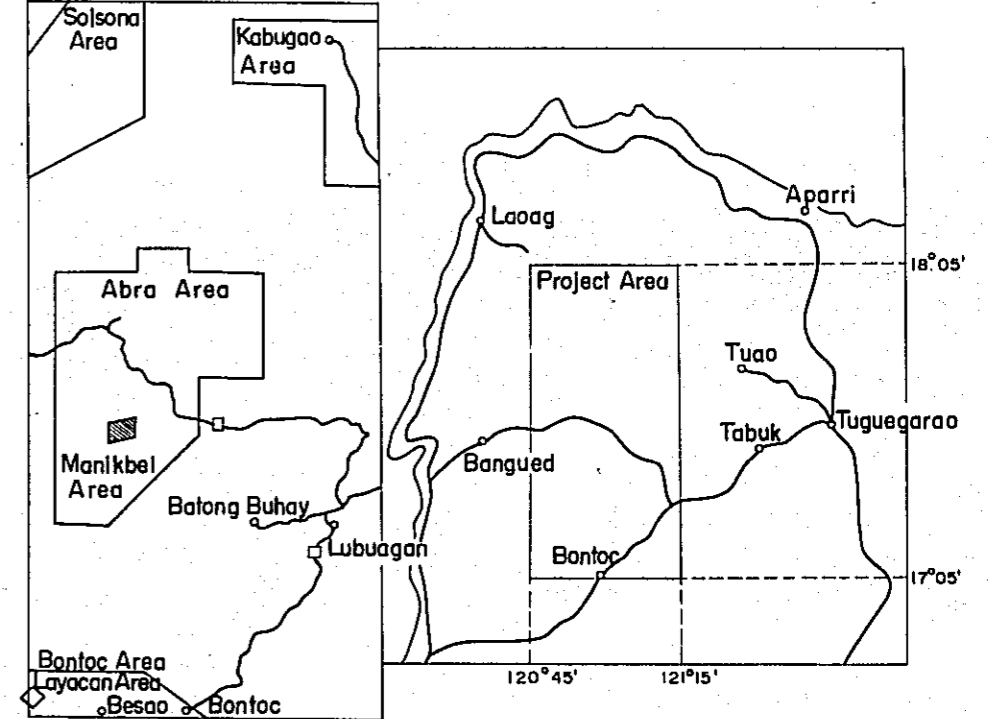 Solsona
Area
Kabugao
Area
Abra Area
Manikbel
Area
Batong Buhay
Lubuagan
Bontoc Area
Layacan Area
Besao
Bontoc
Laoag
Aparri
18°05'
Project Area
Tuao
Tuguegarao
Tabuk
Bangued
Bontoc
17°05'
120°45'
121°15'